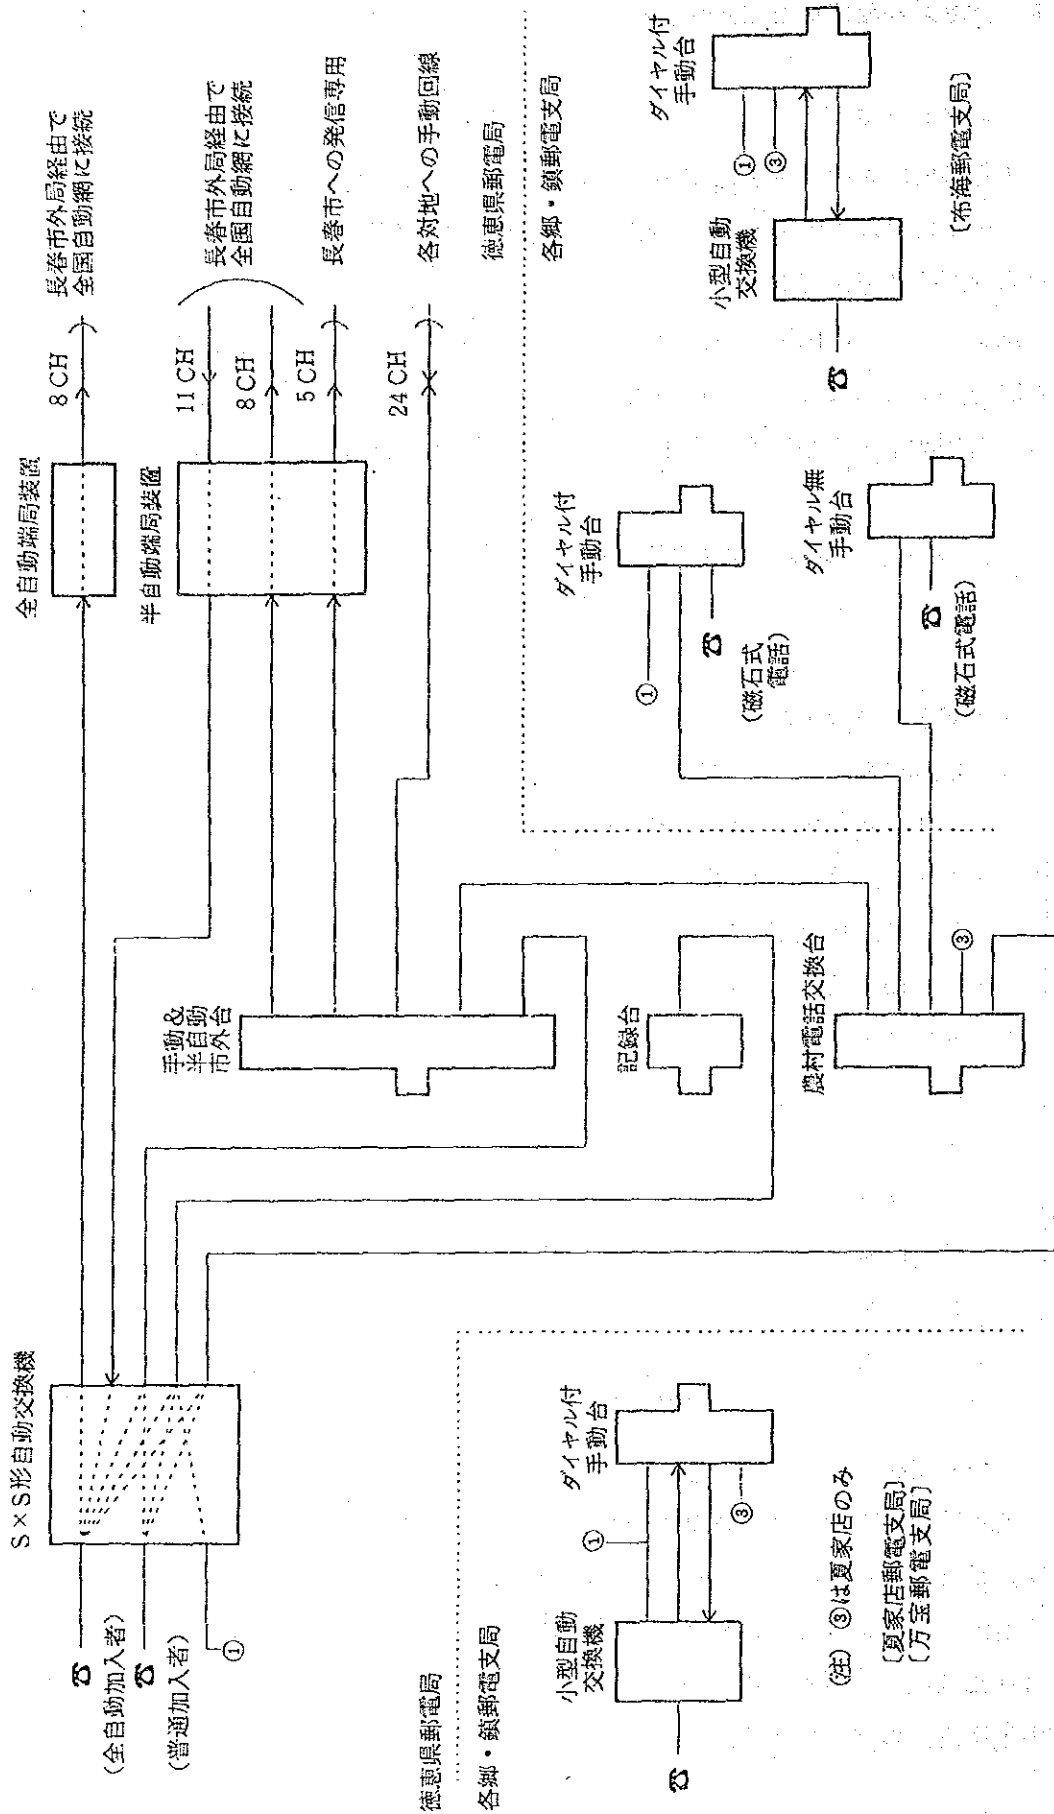 S×S形自動交換機
(全自動加入者)
(普通加入者)
①
全自動端局装置
8 CH
長春市外局経由で
全国自動網に接続
半自動端局装置
11 CH
8 CH
5 CH
長春市外局経由で
全国自動網に接続
長春市への発信専用
24 CH
各対地への手動回線
手動&
半自動
市外台
記録台
農村電話交換台
③
徳恵県郵電局
各郷・鎮郵電支局
ダイヤル付
手動台
①
(磁石式
電話)
ダイヤル無
手動台
(磁石式電話)
小型自動
交換機
ダイヤル付
手動台
①
③
〔布海郵電支局〕
徳恵県郵電局
各郷・鎮郵電支局
小型自動
交換機
ダイヤル付
手動台
①
③
(注) ③は夏家店のみ
〔夏家店郵電支局〕
〔万宝郵電支局〕